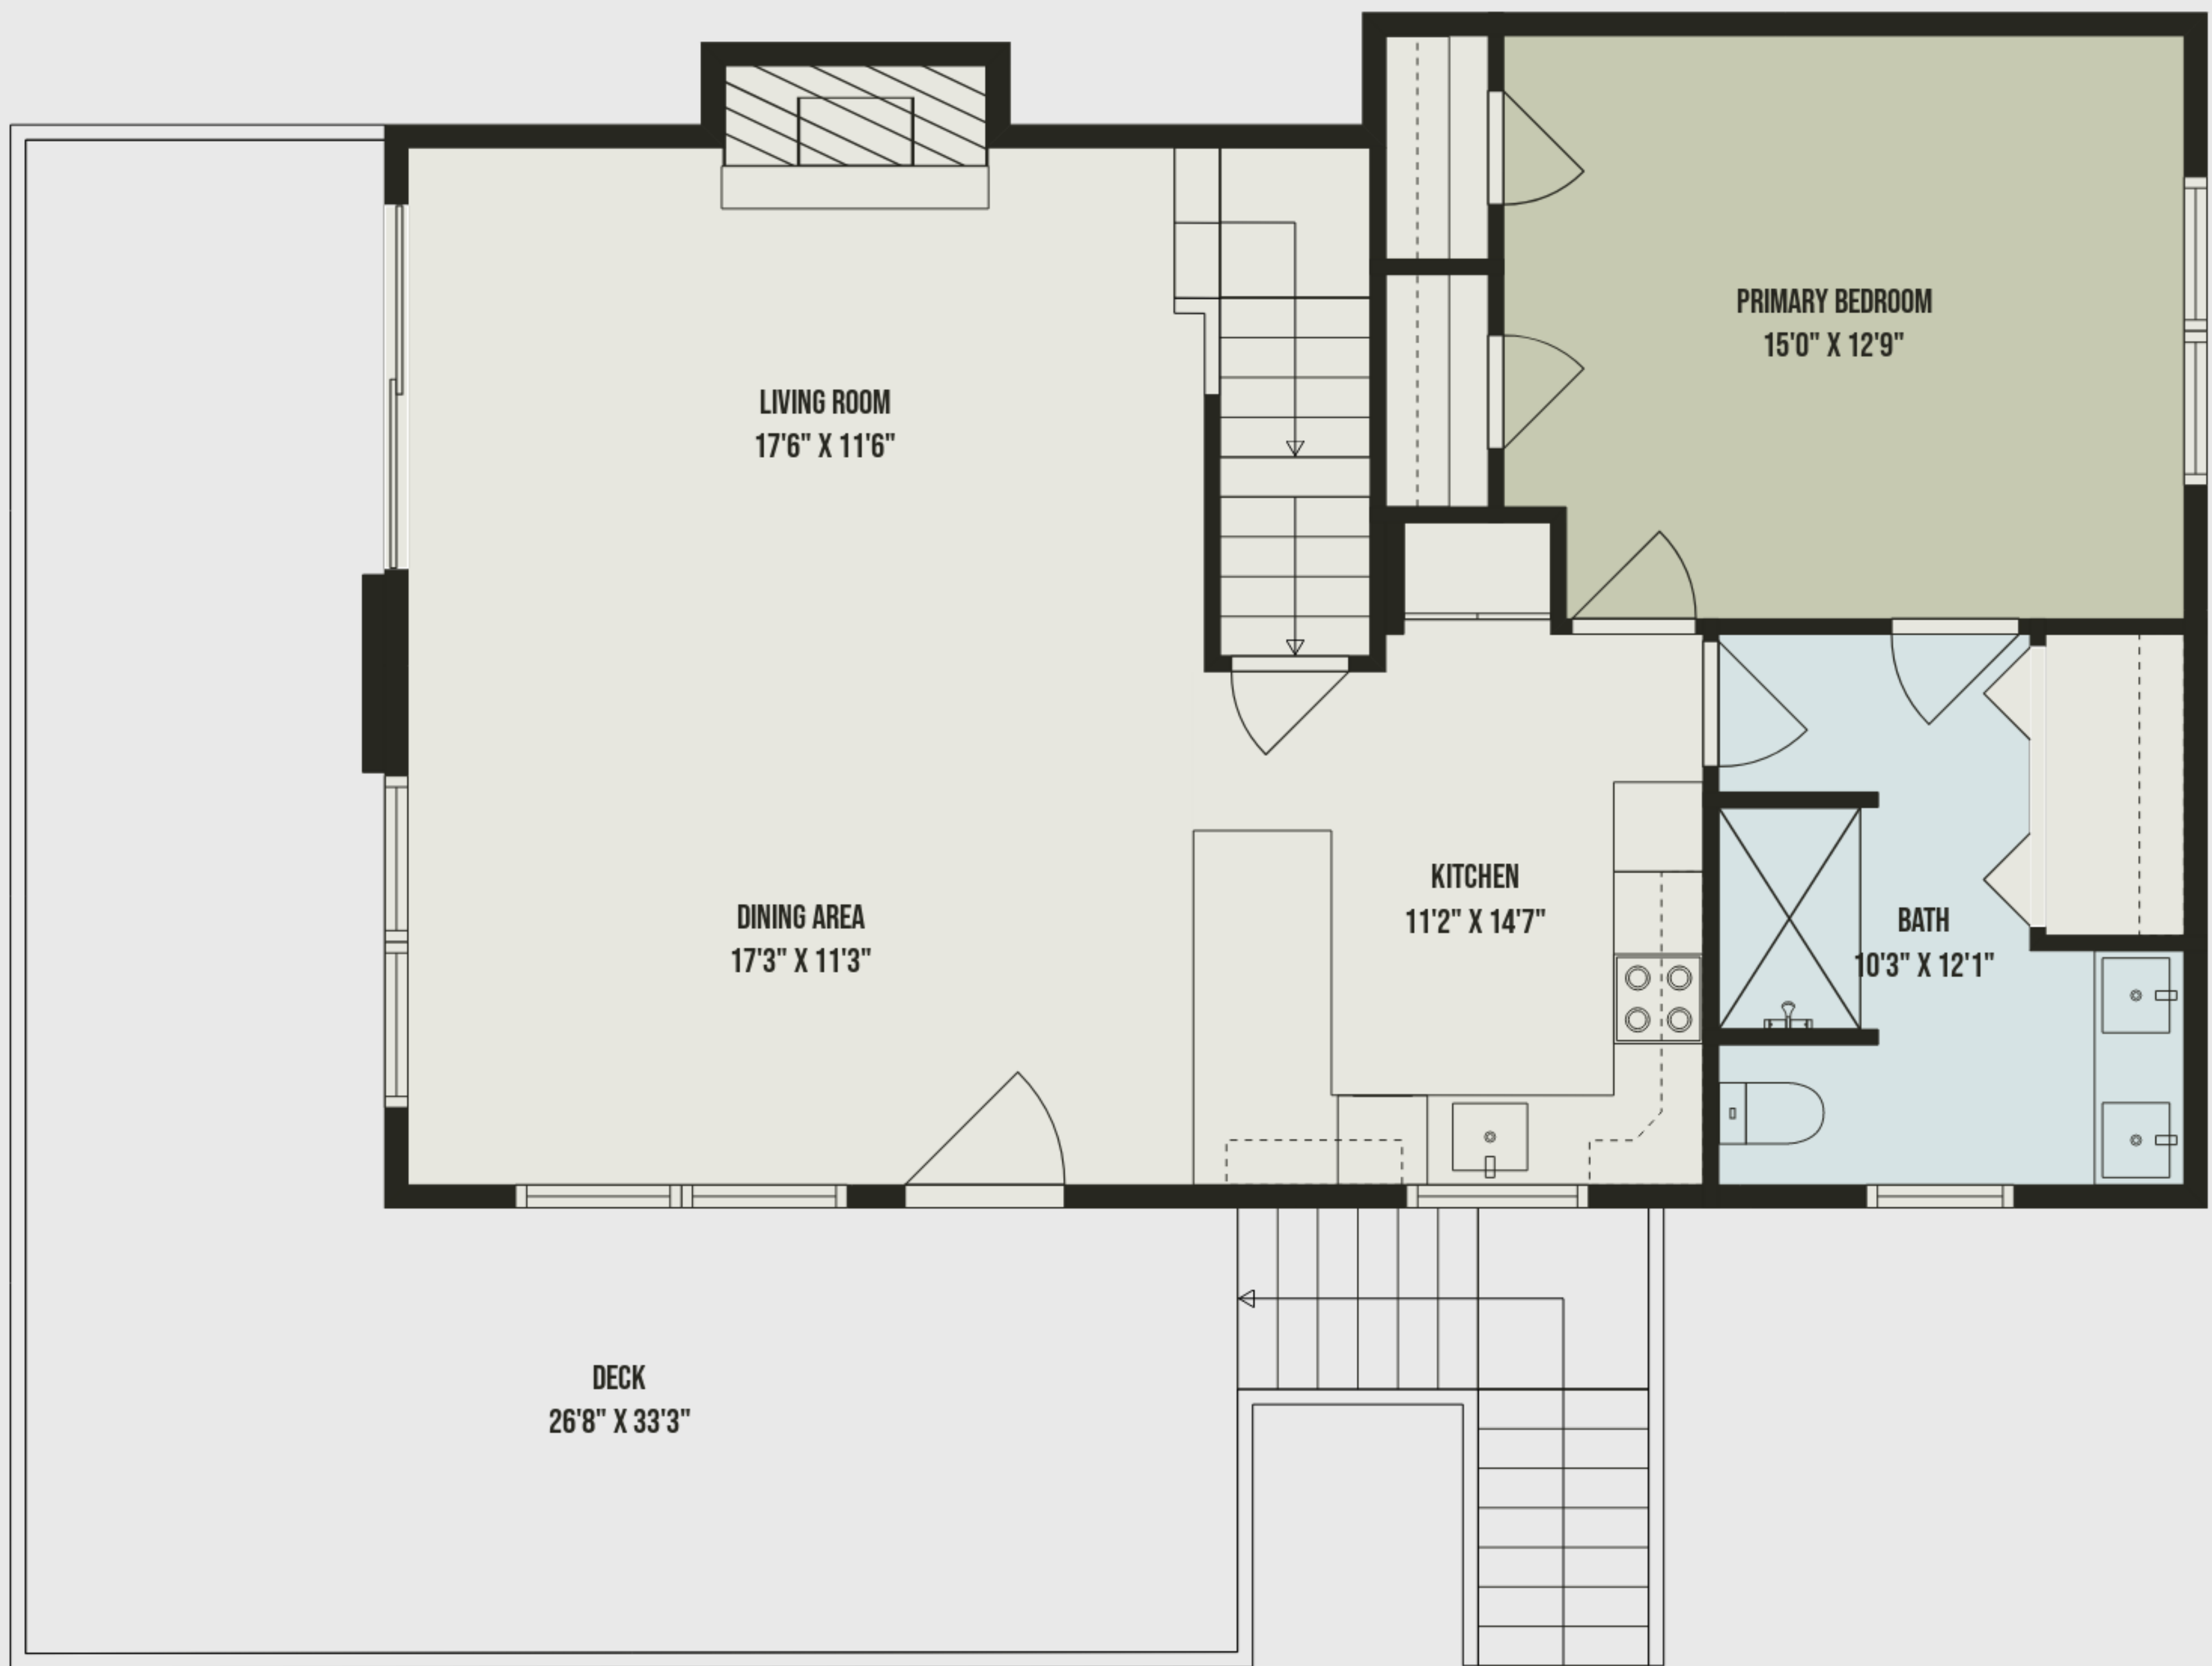 PRIMARY BEDROOM
15'0" X 12'9"
LIVING ROOM
17'6" X 11'6"
KITCHEN
11'2" X 14'7"
DINING AREA
17'3" X 11'3"
BATH
10'3" X 12'1"
DECK
26'8" X 33'3"